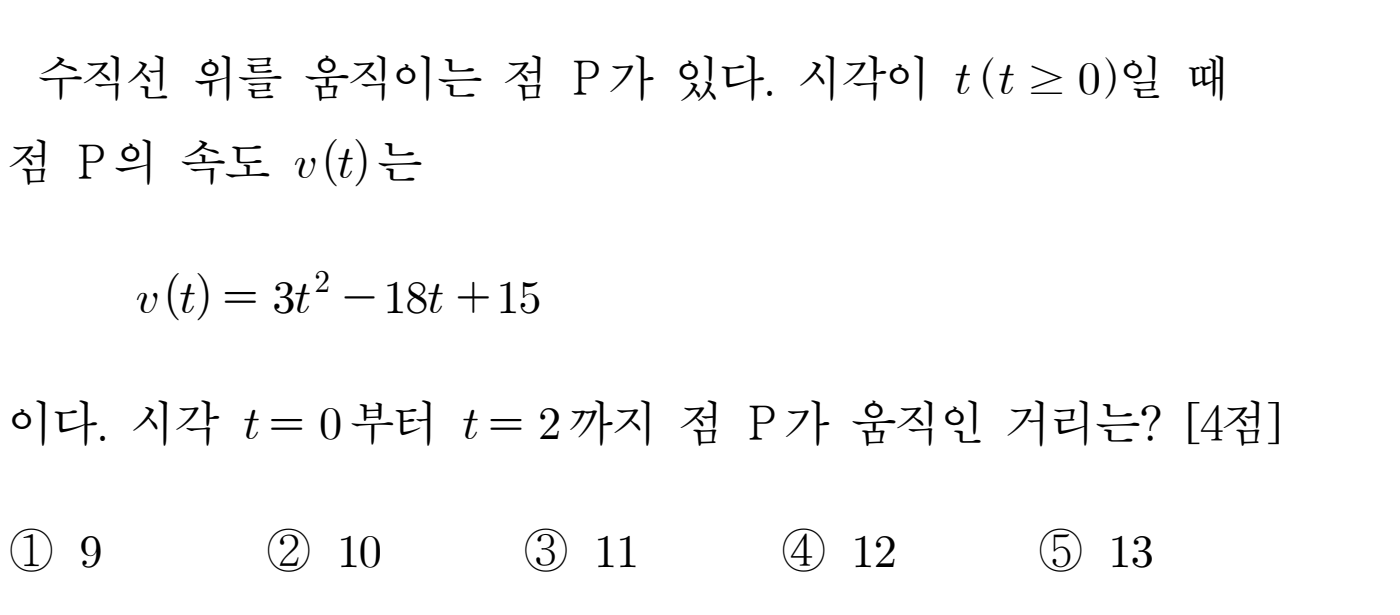 수직선 위를 움직이는 점 P가 있다. 시각이 t(t ≥ 0)일 때
점 P의 속도 v(t)는
v(t) = 3t² − 18t + 15
이다. 시각 t = 0부터 t = 2까지 점 P가 움직인 거리는? [4점]
① 9 ② 10 ③ 11 ④ 12 ⑤ 13